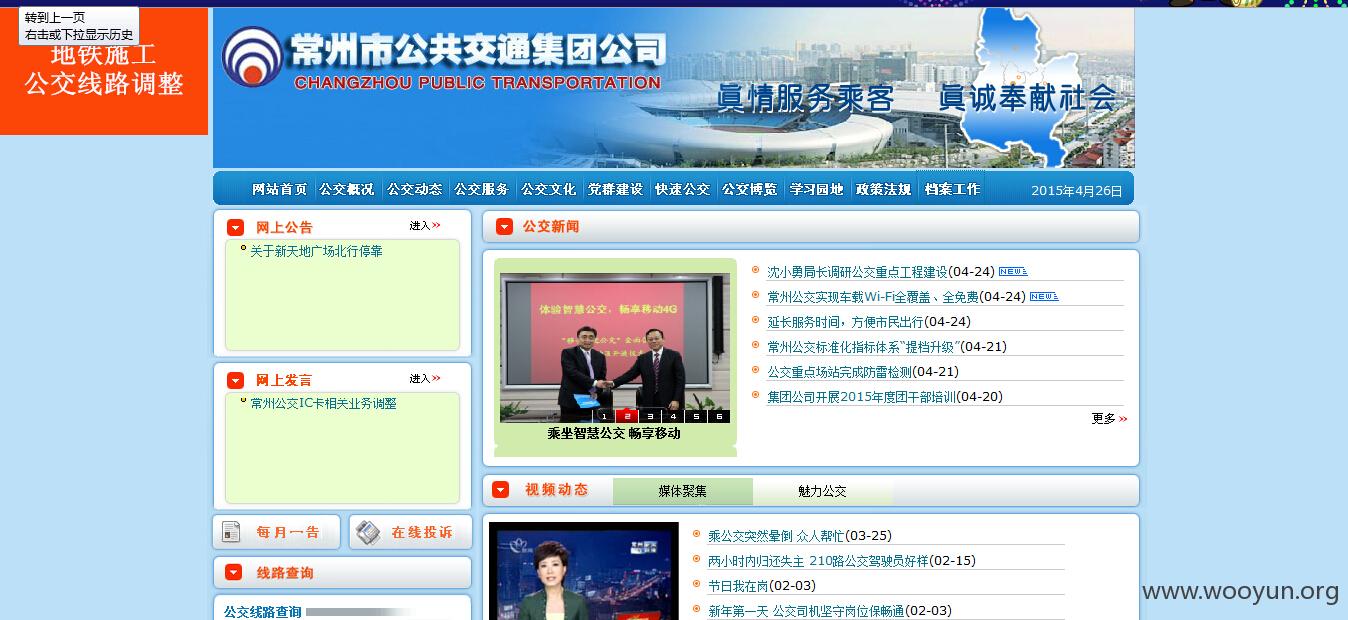 转到上一页
右击或下拉显示历史
地铁施工
公交线路调整
常州市公共交通集团公司
CHANGZHOU PUBLIC TRANSPORTATION
真情服务乘客 真诚奉献社会
网站首页 公交概况 公交动态 公交服务 公交文化 党群建设 快速公交 公交博览 学习园地 政策法规 档案工作 2015年4月26日
网上公告 进入»
关于新天地广场北行停靠
网上发言 进入»
常州公交IC卡相关业务调整
每月一告 在线投诉
线路查询
公交线路查询
公交新闻
体验智慧公交，畅享移动4G
1 2 3 4 5 6
乘坐智慧公交 畅享移动
沈小勇局长调研公交重点工程建设(04-24) NEW
常州公交实现车载Wi-Fi全覆盖、全免费(04-24) NEW
延长服务时间，方便市民出行(04-24)
常州公交标准化指标体系“提档升级”(04-21)
公交重点场站完成防雷检测(04-21)
集团公司开展2015年度团干部培训(04-20)
更多»
视频动态 媒体聚集 魅力公交
乘公交突然晕倒 众人帮忙(03-25)
两小时内归还失主 210路公交驾驶员好样(02-15)
节日我在岗(02-03)
新年第一天 公交司机坚守岗位保畅通(02-03)
www.wooyun.org